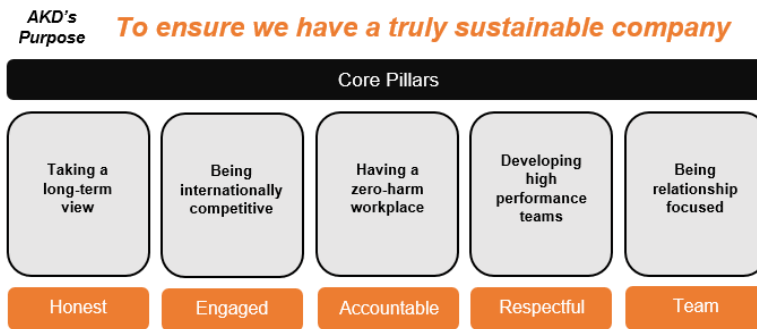 AKD's
Purpose
To ensure we have a truly sustainable company
Core Pillars
Taking a
long-term
view
Being
internationally
competitive
Having a
zero-harm
workplace
Developing
high
performance
teams
Being
relationship
focused
Honest
Engaged
Accountable
Respectful
Team